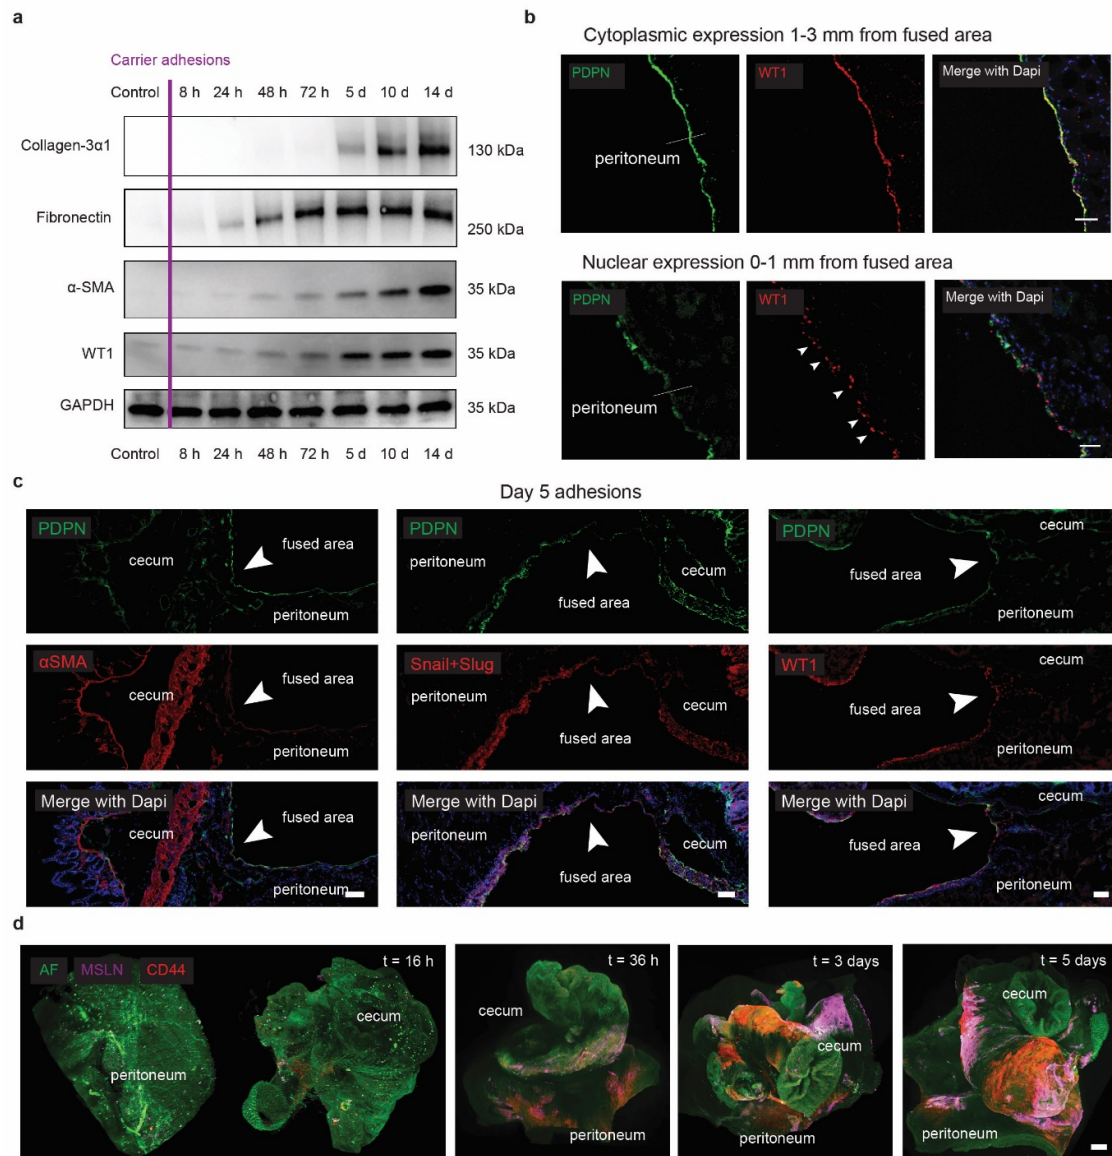 a
Carrier adhesions
Control 8 h 24 h 48 h 72 h 5 d 10 d 14 d
Collagen-3α1 130 kDa
Fibronectin 250 kDa
α-SMA 35 kDa
WT1 35 kDa
GAPDH 35 kDa
Control 8 h 24 h 48 h 72 h 5 d 10 d 14 d
b
Cytoplasmic expression 1-3 mm from fused area
PDPN WT1 Merge with Dapi
peritoneum
Nuclear expression 0-1 mm from fused area
PDPN WT1 Merge with Dapi
peritoneum
c
Day 5 adhesions
PDPN cecum fused area peritoneum
PDPN peritoneum fused area cecum
PDPN cecum fused area peritoneum
αSMA cecum fused area peritoneum
Snail+Slug peritoneum fused area cecum
WT1 cecum fused area peritoneum
Merge with Dapi cecum fused area peritoneum
Merge with Dapi peritoneum fused area cecum
Merge with Dapi cecum fused area peritoneum
d
AF MSLN CD44 t = 16 h
peritoneum cecum
t = 36 h
cecum
peritoneum
t = 3 days
cecum
peritoneum
t = 5 days
cecum
peritoneum